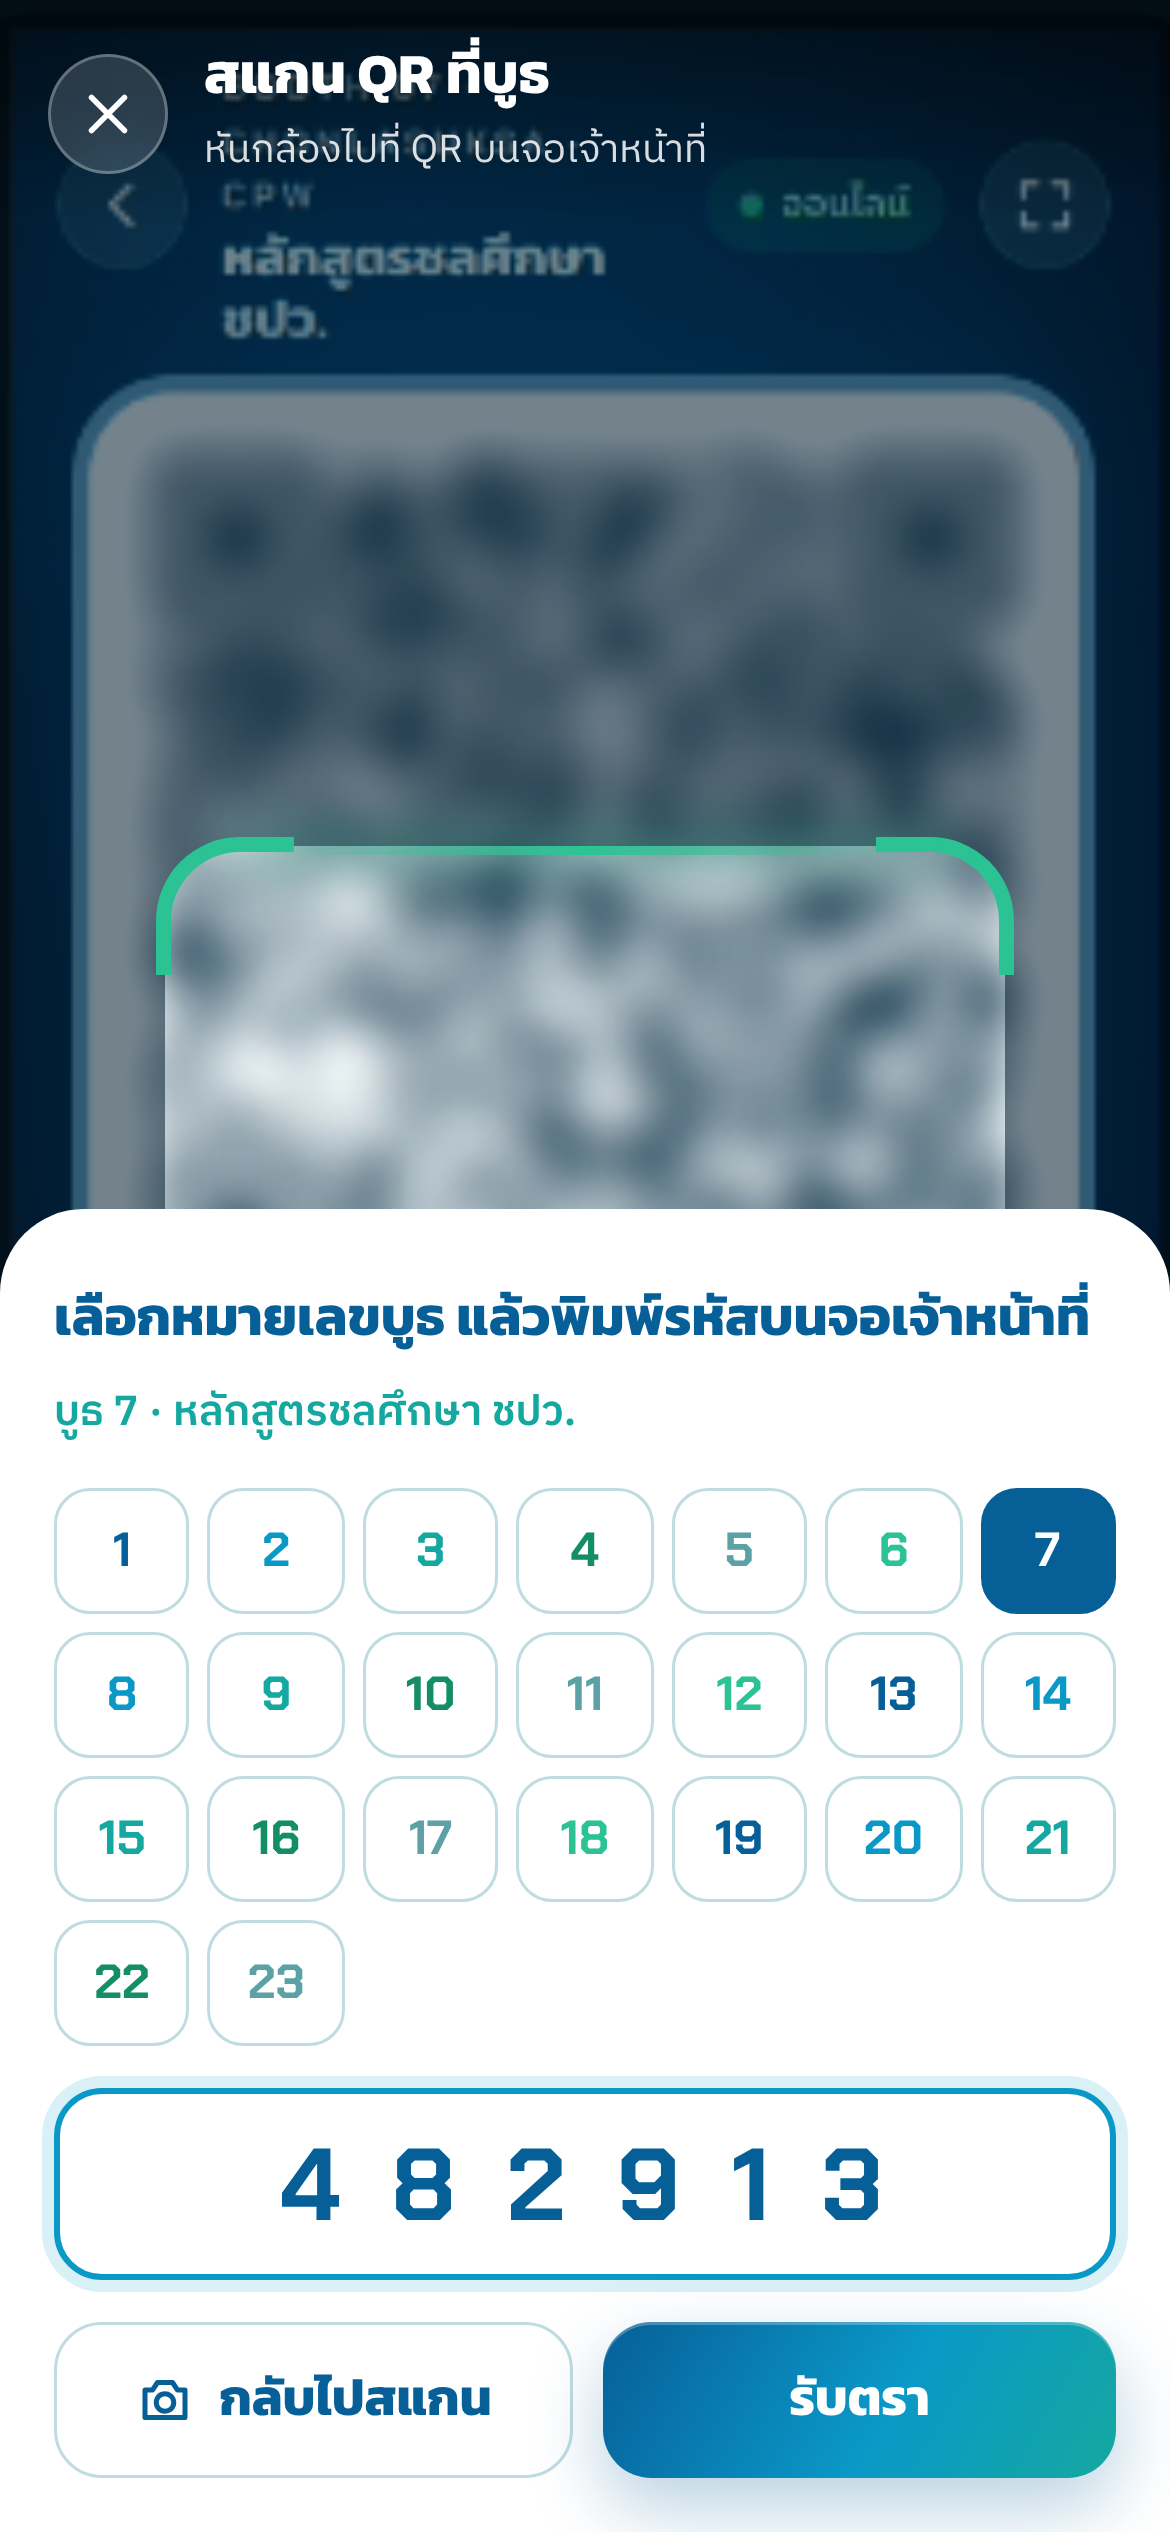 สแกน QR ที่บูธ
หันกล้องไปที่ QR บนจอเจ้าหน้าที่
CPW
ออนไลน์
หลักสูตรชลศึกษา
ชปว.
เลือกหมายเลขบูธ แล้วพิมพ์รหัสบนจอเจ้าหน้าที่
บูธ 7 · หลักสูตรชลศึกษา ชปว.
1 2 3 4 5 6 7
8 9 10 11 12 13 14
15 16 17 18 19 20 21
22 23
482913
กลับไปสแกน
รับตรา